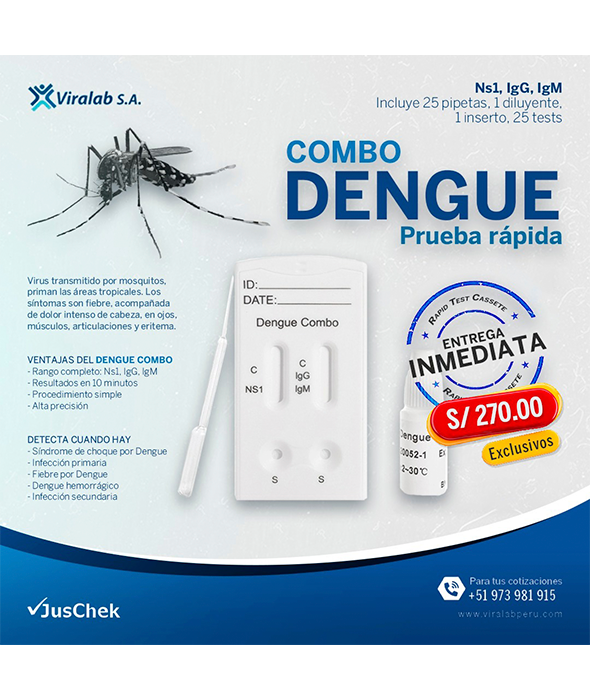 Viralab S.A.
Ns1, IgG, IgM
Incluye 25 pipetas, 1 diluyente,
1 inserto, 25 tests
COMBO
DENGUE
Prueba rápida
Virus transmitido por mosquitos,
priman las áreas tropicales. Los
síntomas son fiebre, acompañada
de dolor intenso de cabeza, en ojos,
músculos, articulaciones y eritema.
VENTAJAS DEL DENGUE COMBO
- Rango completo: Ns1, IgG, IgM
- Resultados en 10 minutos
- Procedimiento simple
- Alta precisión
DETECTA CUANDO HAY
- Síndrome de choque por Dengue
- Infección primaria
- Fiebre por Dengue
- Dengue hemorrágico
- Infección secundaria
ID:
DATE:
Dengue Combo
C
NS1
C
IgG
IgM
S
S
RAPID TEST CASSETE
ENTREGA
INMEDIATA
S/ 270.00
Exclusivos
Dengue
0052-1
2-30°C
JusChek
Para tus cotizaciones
+51 973 981 915
www.viralabperu.com